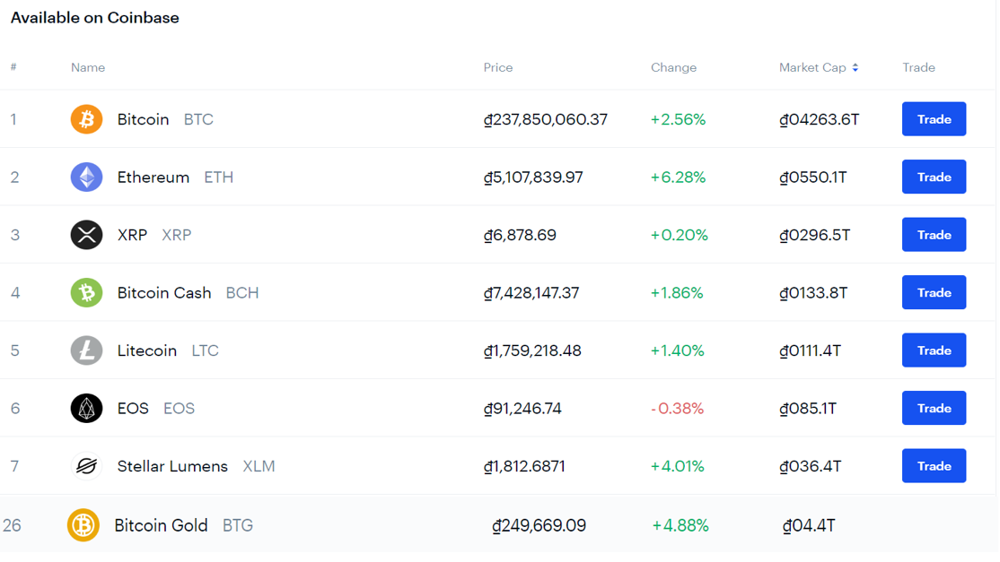 Available on Coinbase
# Name Price Change Market Cap Trade
1 Bitcoin BTC ₫237,850,060.37 +2.56% ₫04263.6T Trade
2 Ethereum ETH ₫5,107,839.97 +6.28% ₫0550.1T Trade
3 XRP XRP ₫6,878.69 +0.20% ₫0296.5T Trade
4 Bitcoin Cash BCH ₫7,428,147.37 +1.86% ₫0133.8T Trade
5 Litecoin LTC ₫1,759,218.48 +1.40% ₫0111.4T Trade
6 EOS EOS ₫91,246.74 -0.38% ₫085.1T Trade
7 Stellar Lumens XLM ₫1,812.6871 +4.01% ₫036.4T Trade
26 Bitcoin Gold BTG ₫249,669.09 +4.88% ₫04.4T